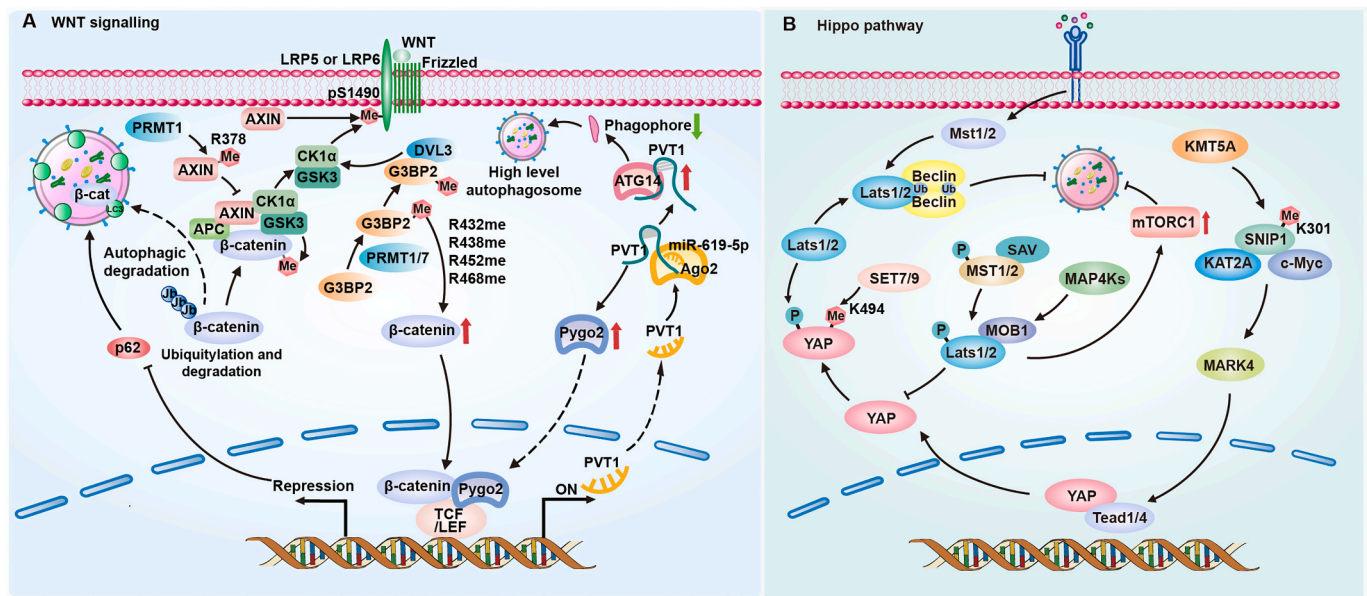 A WNT signalling
WNT
LRP5 or LRP6
Frizzled
pS1490
AXIN
Me
PRMT1
R378
Me
AXIN
CK1α
GSK3
DVL3
G3BP2
Me
High level
autophagosome
Phagophore
PVT1
ATG14
β-cat
LC3
CK1α
AXIN
GSK3
APC
β-catenin
Me
G3BP2
Me
R432me
R438me
R452me
R468me
PRMT1/7
G3BP2
PVT1
miR-619-5p
Ago2
Autophagic
degradation
Jb
Jb
Jb
β-catenin
Ubiquitylation and
degradation
p62
β-catenin
Pygo2
PVT1
Repression
β-catenin
Pygo2
TCF
/LEF
ON
PVT1
B Hippo pathway
Mst1/2
Lats1/2
Beclin
Ub
Ub
Beclin
KMT5A
mTORC1
Me
K301
SNIP1
KAT2A
c-Myc
Lats1/2
P
SAV
MST1/2
MAP4Ks
SET7/9
P
Me
K494
YAP
P
MOB1
Lats1/2
MARK4
YAP
YAP
Tead1/4